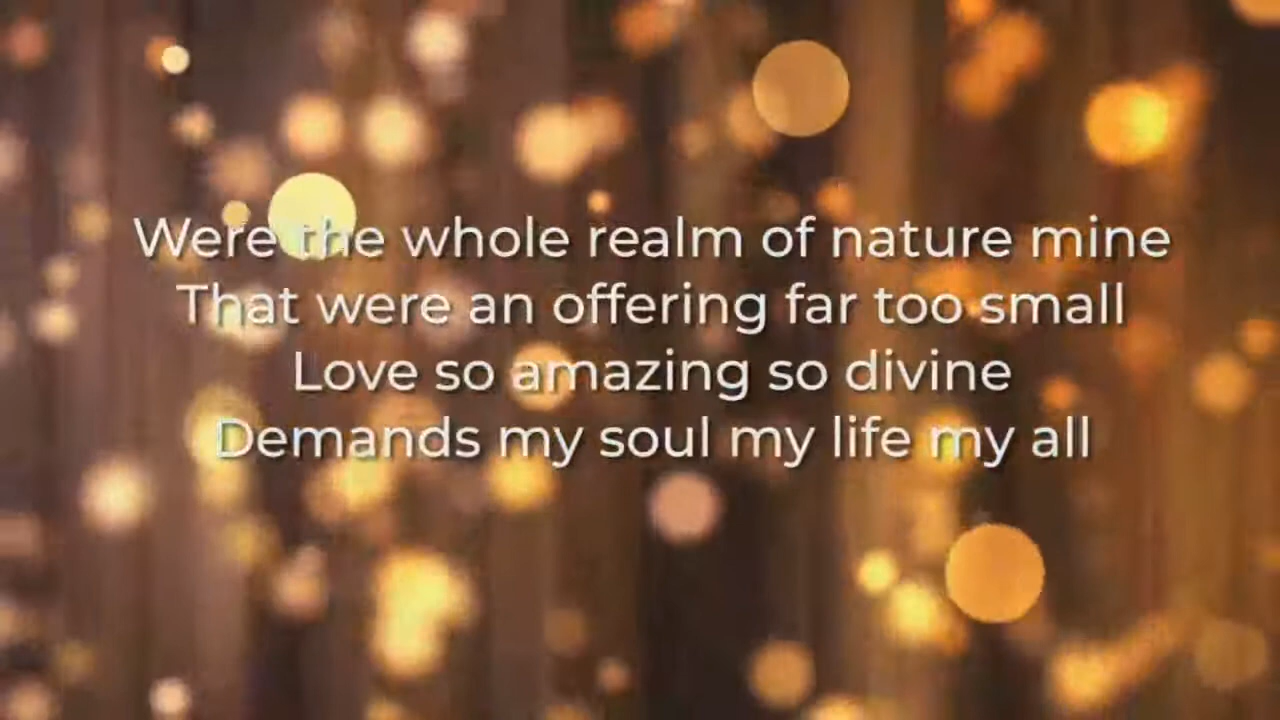 Were the whole realm of nature mine
That were an offering far too small
Love so amazing so divine
Demands my soul my life my all